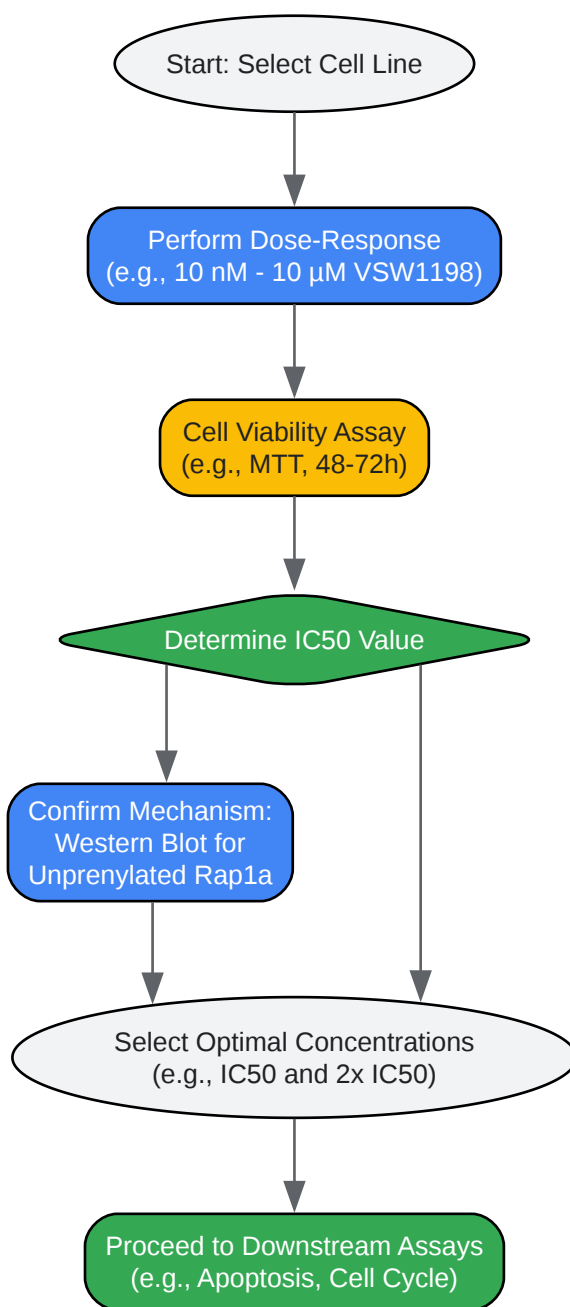 Start: Select Cell Line
Perform Dose-Response
(e.g., 10 nM - 10 µM VSW1198)
Cell Viability Assay
(e.g., MTT, 48-72h)
Determine IC50 Value
Confirm Mechanism:
Western Blot for
Unprenylated Rap1a
Select Optimal Concentrations
(e.g., IC50 and 2x IC50)
Proceed to Downstream Assays
(e.g., Apoptosis, Cell Cycle)